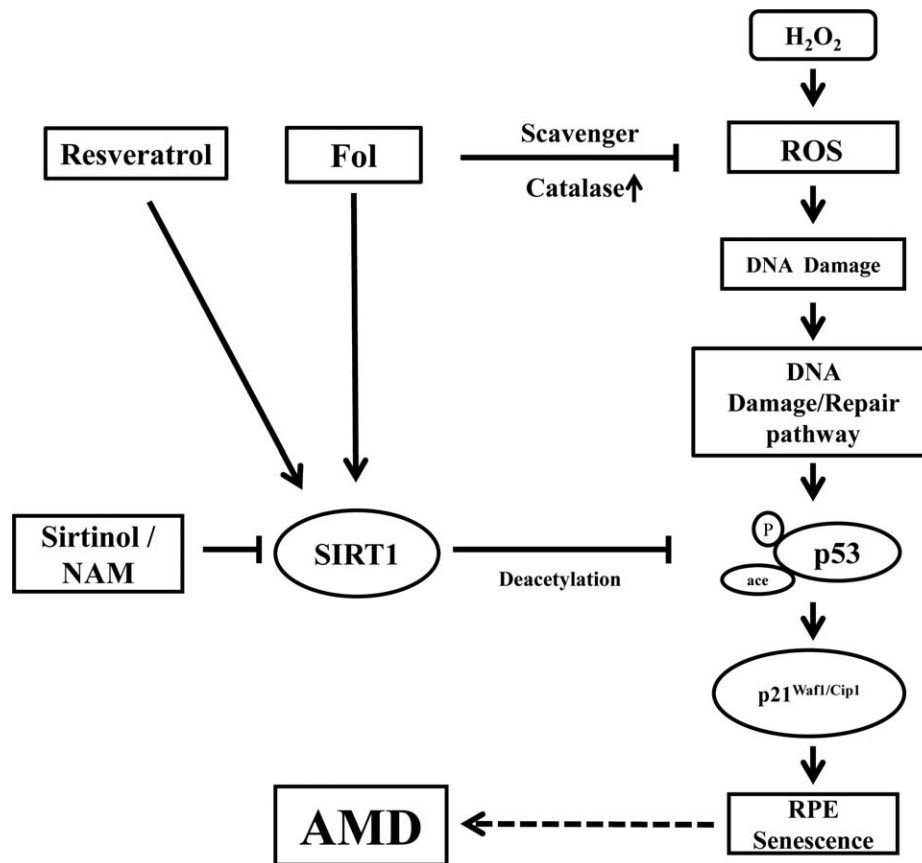 H₂O₂
Resveratrol
Fol
Scavenger
Catalase↑
ROS
DNA Damage
DNA
Damage/Repair
pathway
Sirtinol /
NAM
SIRT1
Deacetylation
P
ace
p53
p21Waf1/Cip1
AMD
RPE
Senescence